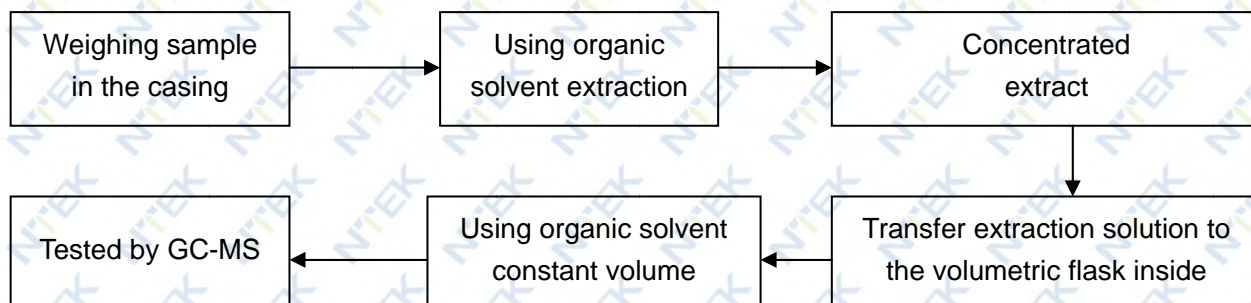 Weighing sample
in the casing
Using organic
solvent extraction
Concentrated
extract
Transfer extraction solution to
the volumetric flask inside
Using organic solvent
constant volume
Tested by GC-MS
NTEK